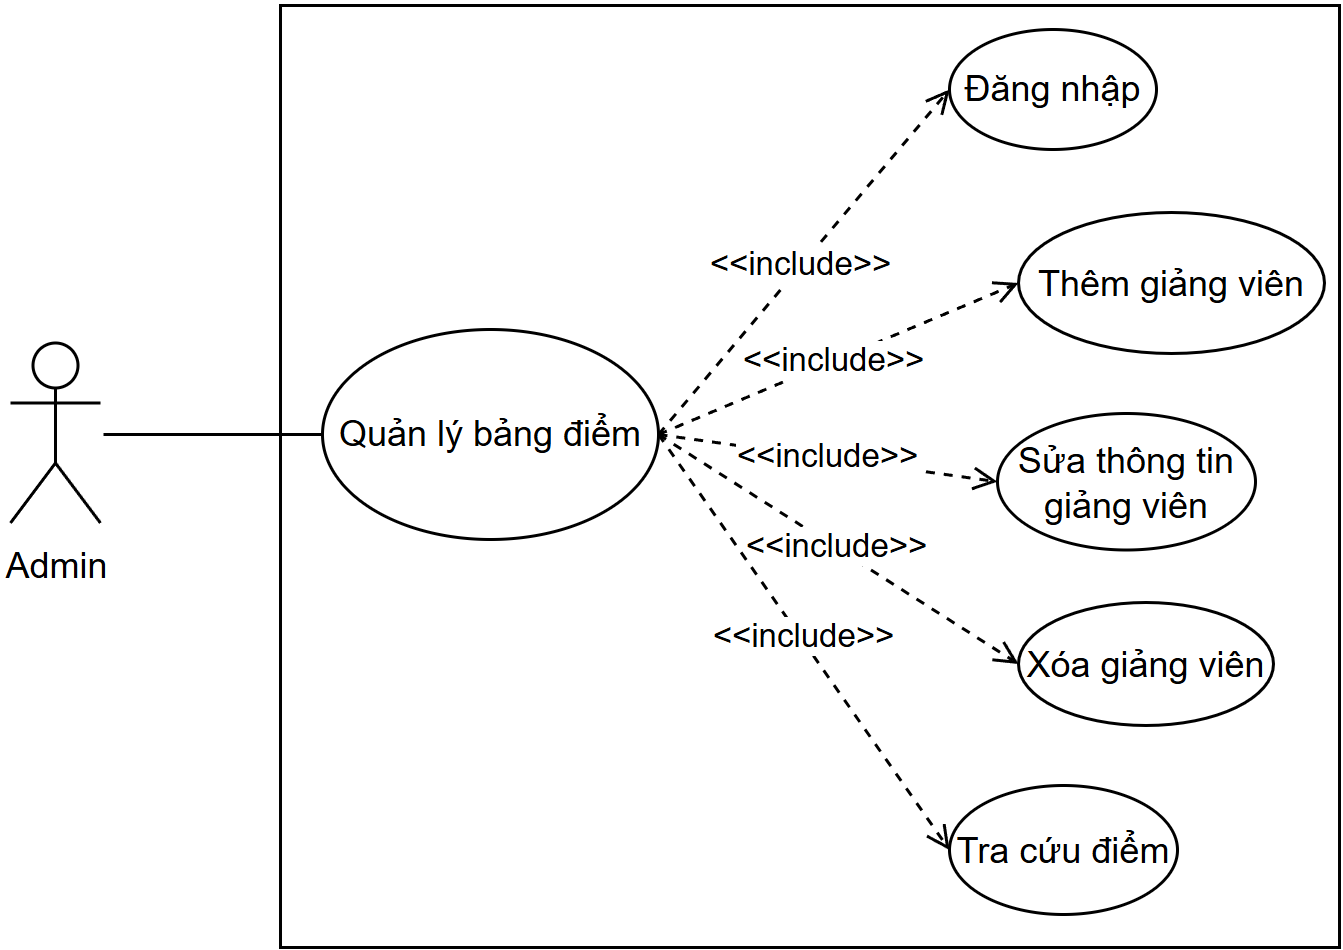 Đăng nhập
<<include>>
Thêm giảng viên
<<include>>
Quản lý bảng điểm
<<include>>
Sửa thông tin
giảng viên
<<include>>
Admin
<<include>>
Xóa giảng viên
Tra cứu điểm